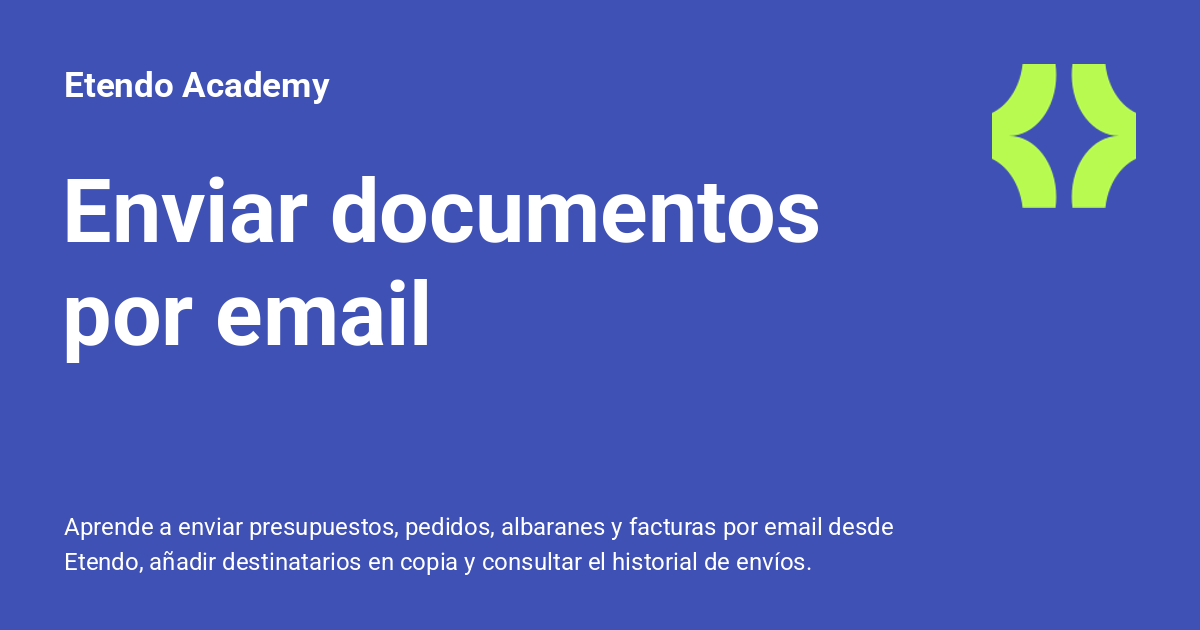 Etendo Academy
Enviar documentos
por email
Aprende a enviar presupuestos, pedidos, albaranes y facturas por email desde
Etendo, añadir destinatarios en copia y consultar el historial de envíos.